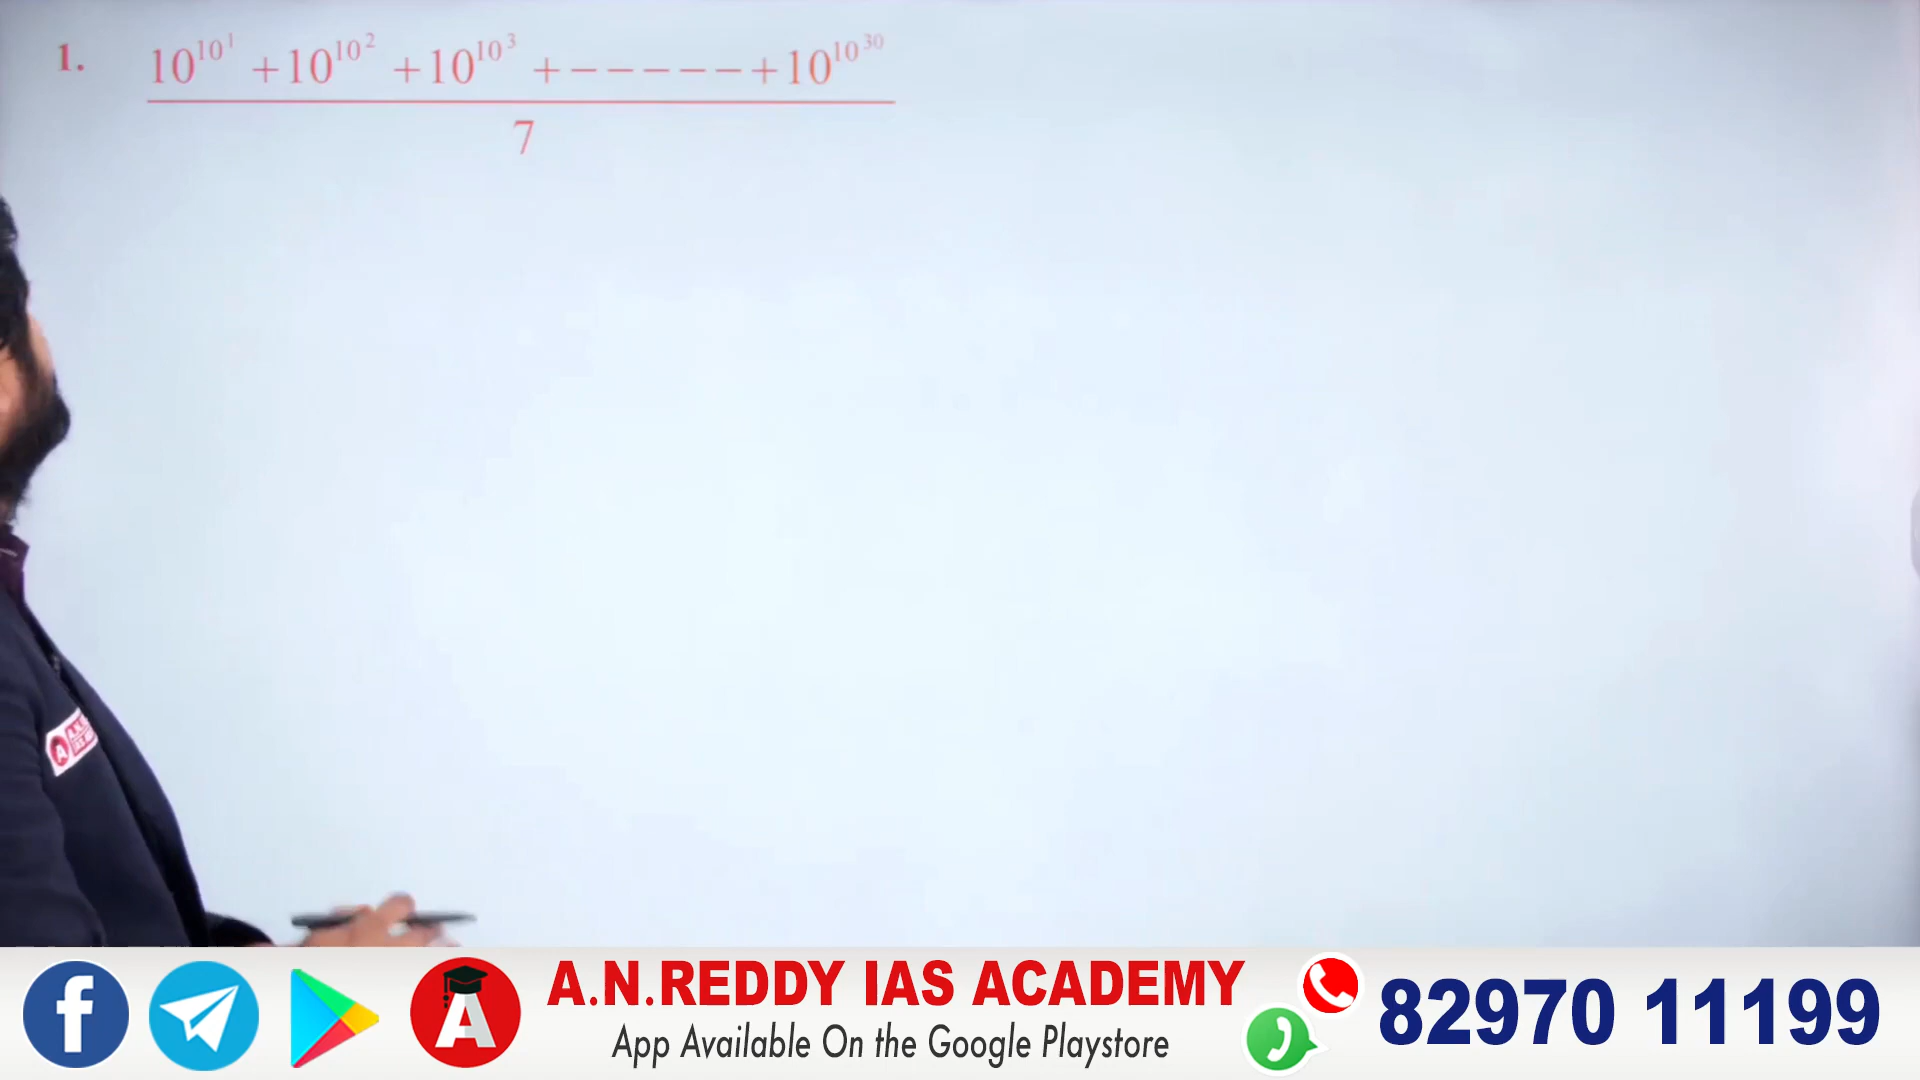 1. 10^10^1 + 10^10^2 + 10^10^3 + - - - - - - + 10^10^30
7
A
A.N.REDDY IAS ACADEMY
App Available On the Google Playstore
82970 11199